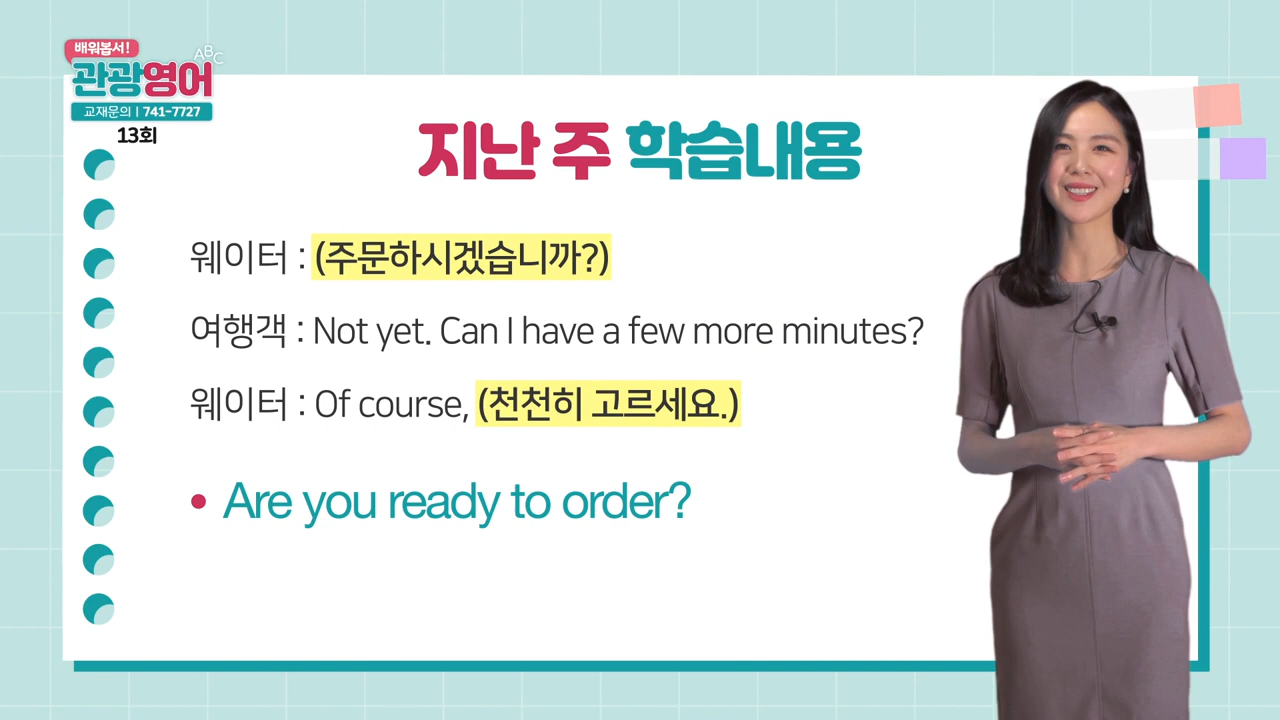 배워봅서!
ABC
관광영어
교재문의 | 741-7727
13회
지난 주 학습내용
웨이터 : (주문하시겠습니까?)
여행객 : Not yet. Can I have a few more minutes?
웨이터 : Of course, (천천히 고르세요.)
• Are you ready to order?